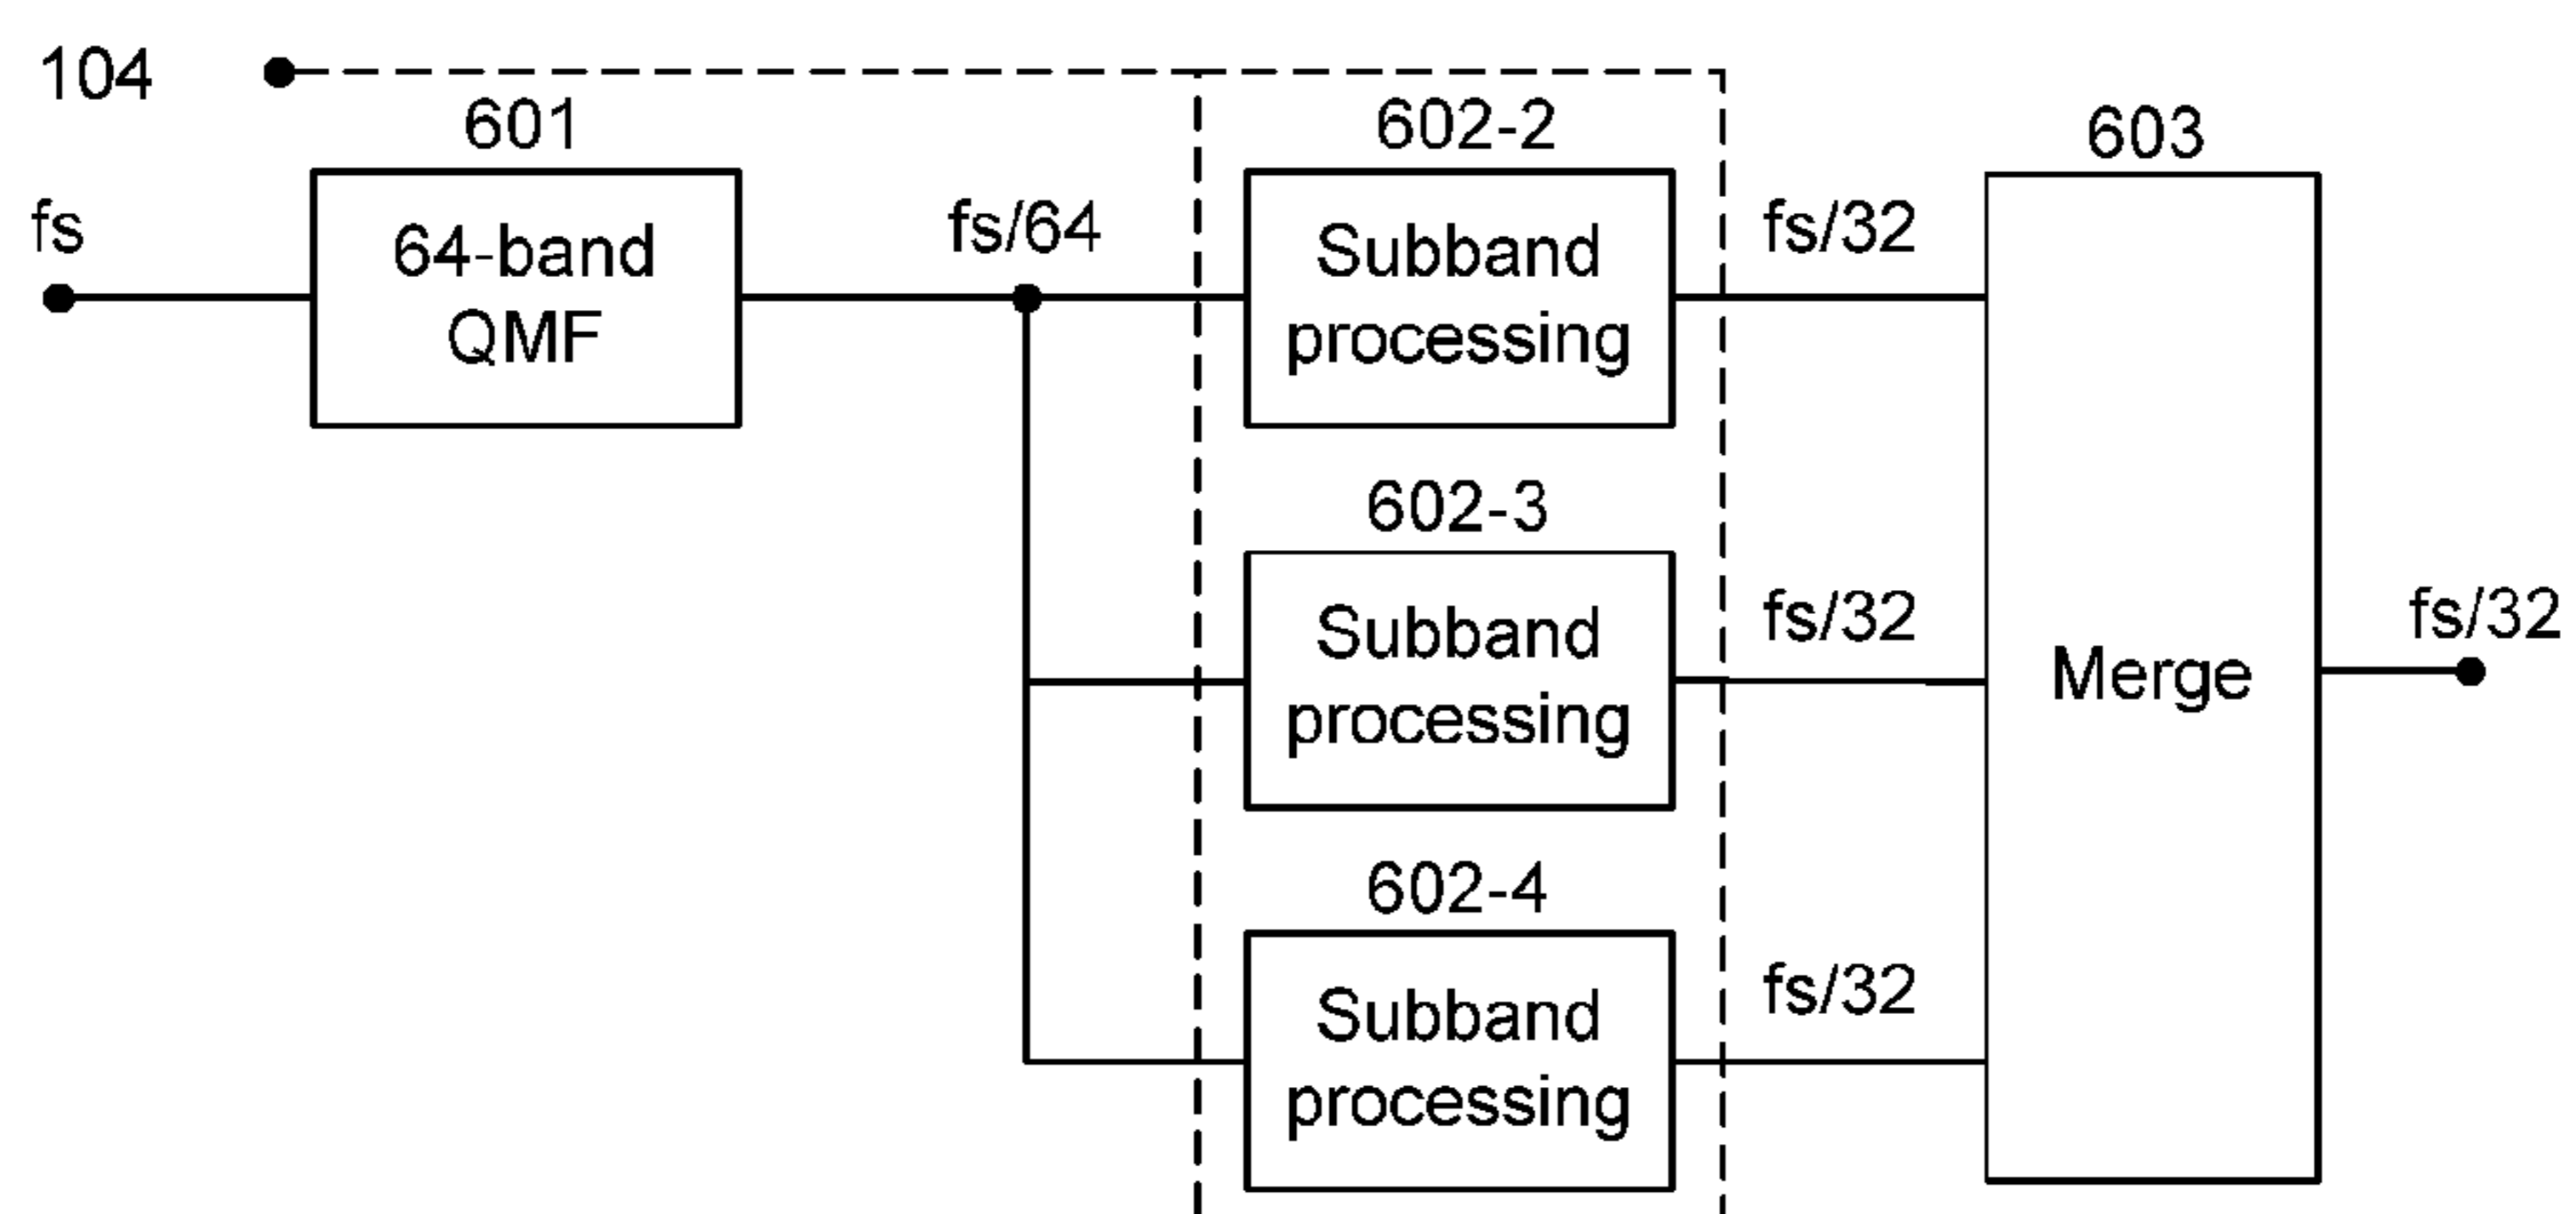 104
601
602-2
603
fs
64-band
QMF
fs/64
Subband
processing
fs/32
602-3
Subband
processing
fs/32
Merge
fs/32
602-4
Subband
processing
fs/32